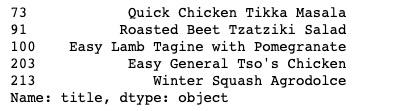 73 Quick Chicken Tikka Masala
91 Roasted Beet Tzatziki Salad
100 Easy Lamb Tagine with Pomegranate
203 Easy General Tso's Chicken
213 Winter Squash Agrodolce
Name: title, dtype: object